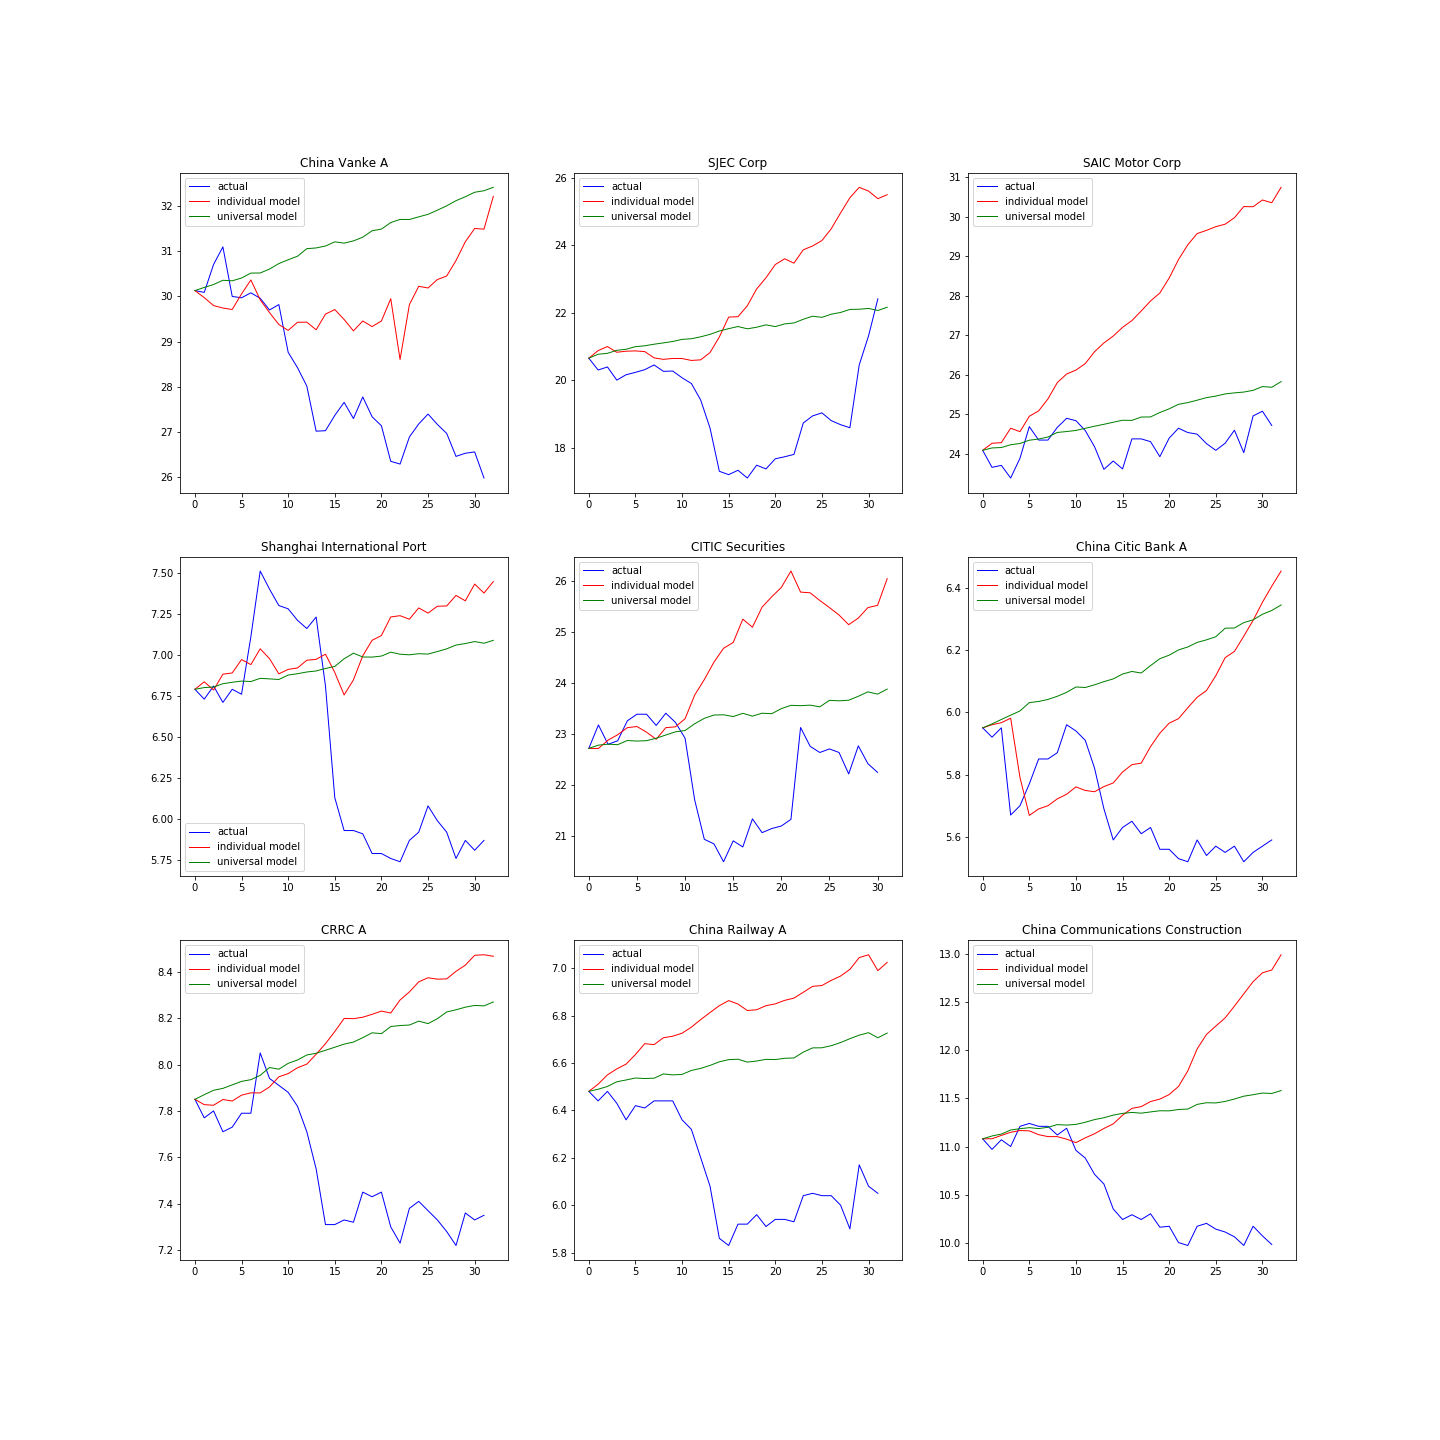 China Vanke A
actual
individual model
universal model
32
31
30
29
28
27
26
0 5 10 15 20 25 30
SJEC Corp
actual
individual model
universal model
26
24
22
20
18
0 5 10 15 20 25 30
SAIC Motor Corp
actual
individual model
universal model
31
30
29
28
27
26
25
24
0 5 10 15 20 25 30
Shanghai International Port
7.50
7.25
7.00
6.75
6.50
6.25
6.00
5.75
actual
individual model
universal model
0 5 10 15 20 25 30
CITIC Securities
actual
individual model
universal model
26
25
24
23
22
21
0 5 10 15 20 25 30
China Citic Bank A
actual
individual model
universal model
6.4
6.2
6.0
5.8
5.6
0 5 10 15 20 25 30
CRRC A
actual
individual model
universal model
8.4
8.2
8.0
7.8
7.6
7.4
7.2
0 5 10 15 20 25 30
China Railway A
actual
individual model
universal model
7.0
6.8
6.6
6.4
6.2
6.0
5.8
0 5 10 15 20 25 30
China Communications Construction
actual
individual model
universal model
13.0
12.5
12.0
11.5
11.0
10.5
10.0
0 5 10 15 20 25 30